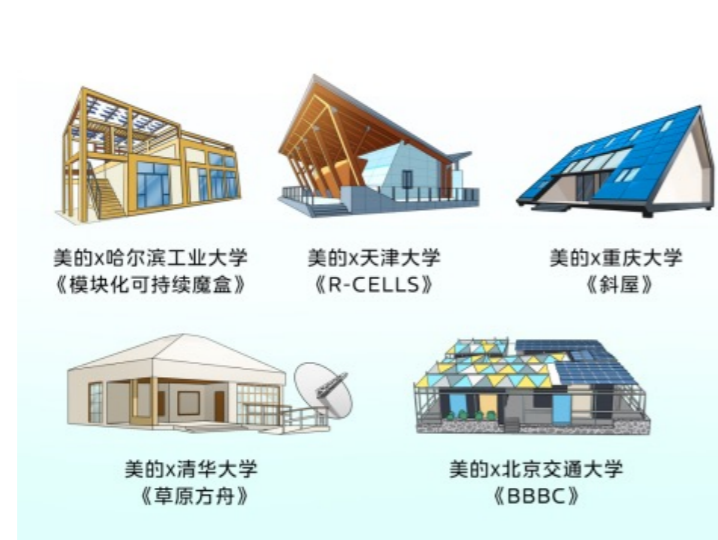 美的x哈尔滨工业大学
《模块化可持续魔盒》
美的x天津大学
《R-CELLS》
美的x重庆大学
《斜屋》
美的x清华大学
《草原方舟》
美的x北京交通大学
《BBBC》